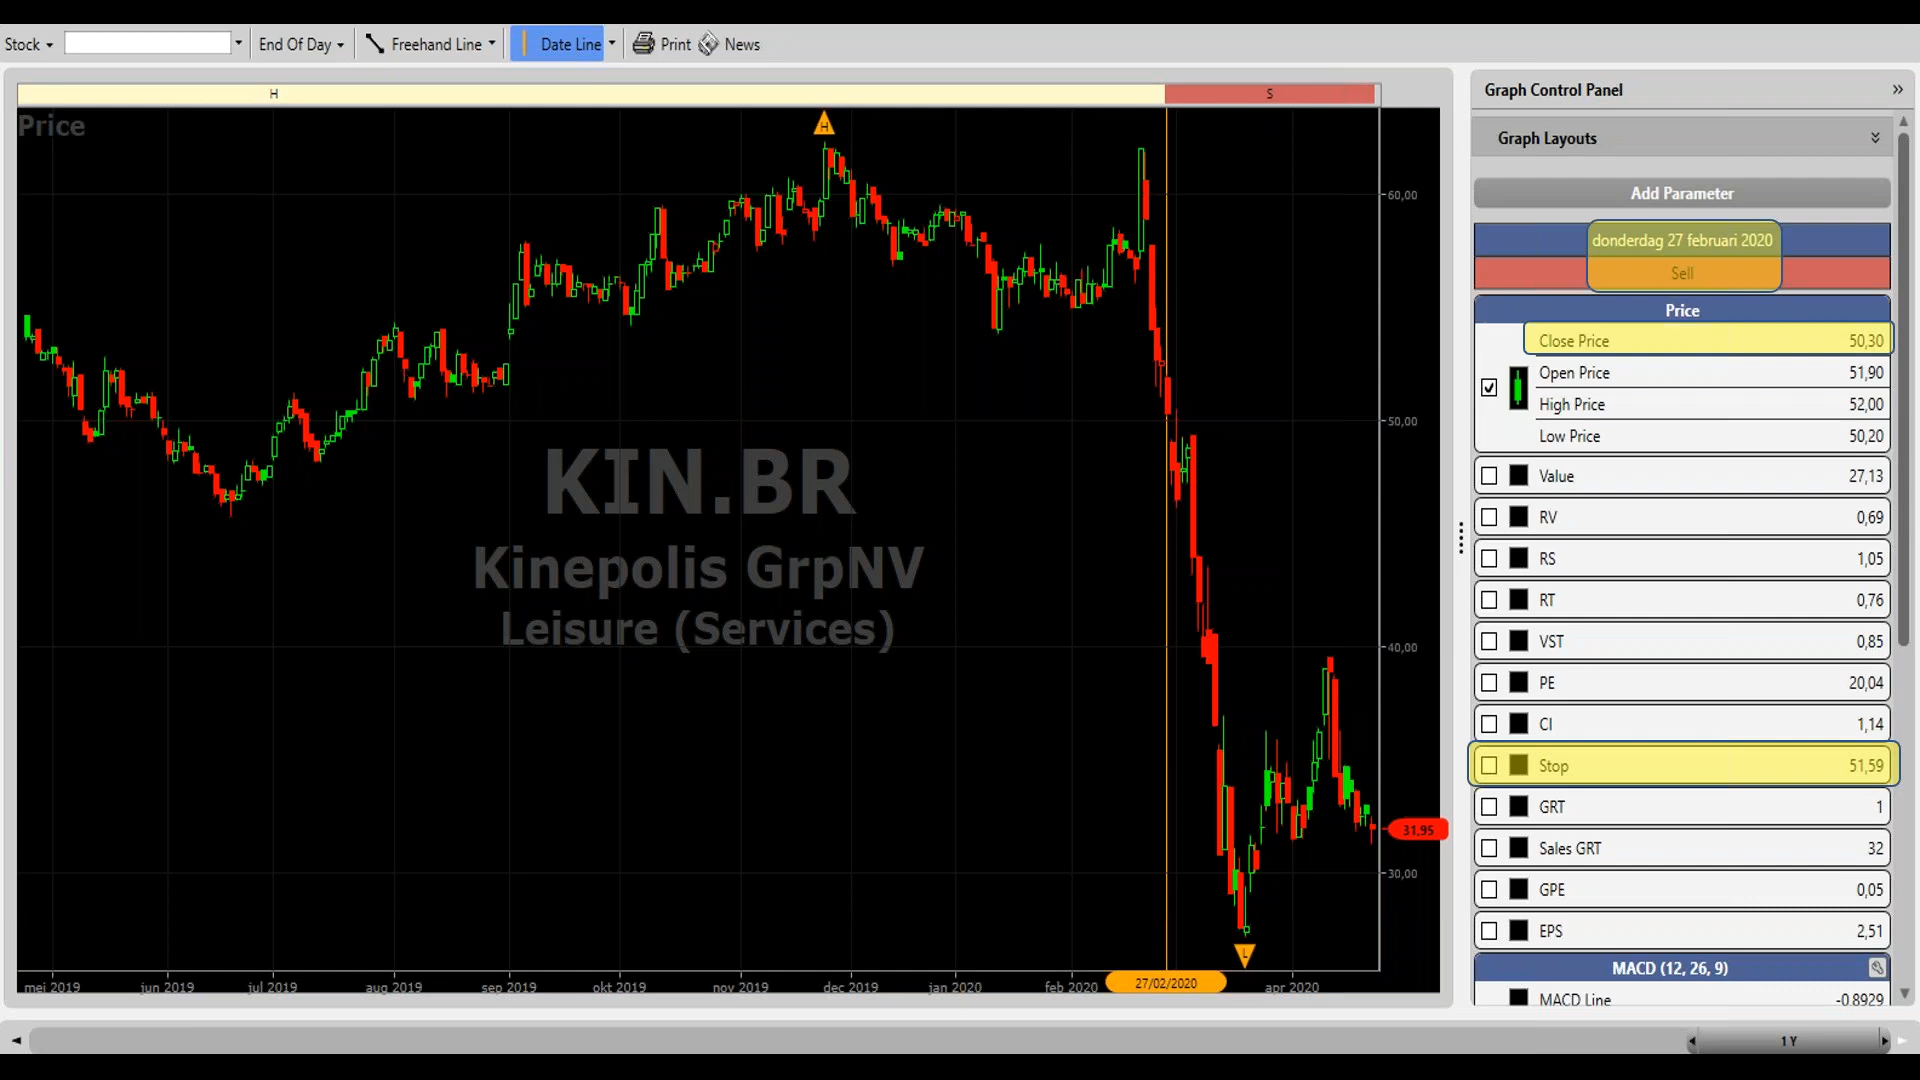 Stock
End Of Day
Freehand Line
Date Line
Print
News
H
S
Price
H
60,00
50,00
40,00
31,95
30,00
KIN.BR
Kinepolis GrpNV
Leisure (Services)
L
mei 2019
jun 2019
jul 2019
aug 2019
sep 2019
okt 2019
nov 2019
dec 2019
jan 2020
feb 2020
27/02/2020
apr 2020
Graph Control Panel
Graph Layouts
Add Parameter
donderdag 27 februari 2020
Sell
Price
Close Price 50,30
Open Price 51,90
High Price 52,00
Low Price 50,20
Value 27,13
RV 0,69
RS 1,05
RT 0,76
VST 0,85
PE 20,04
CI 1,14
Stop 51,59
GRT 1
Sales GRT 32
GPE 0,05
EPS 2,51
MACD (12, 26, 9)
MACD Line -0.8929
1 Y